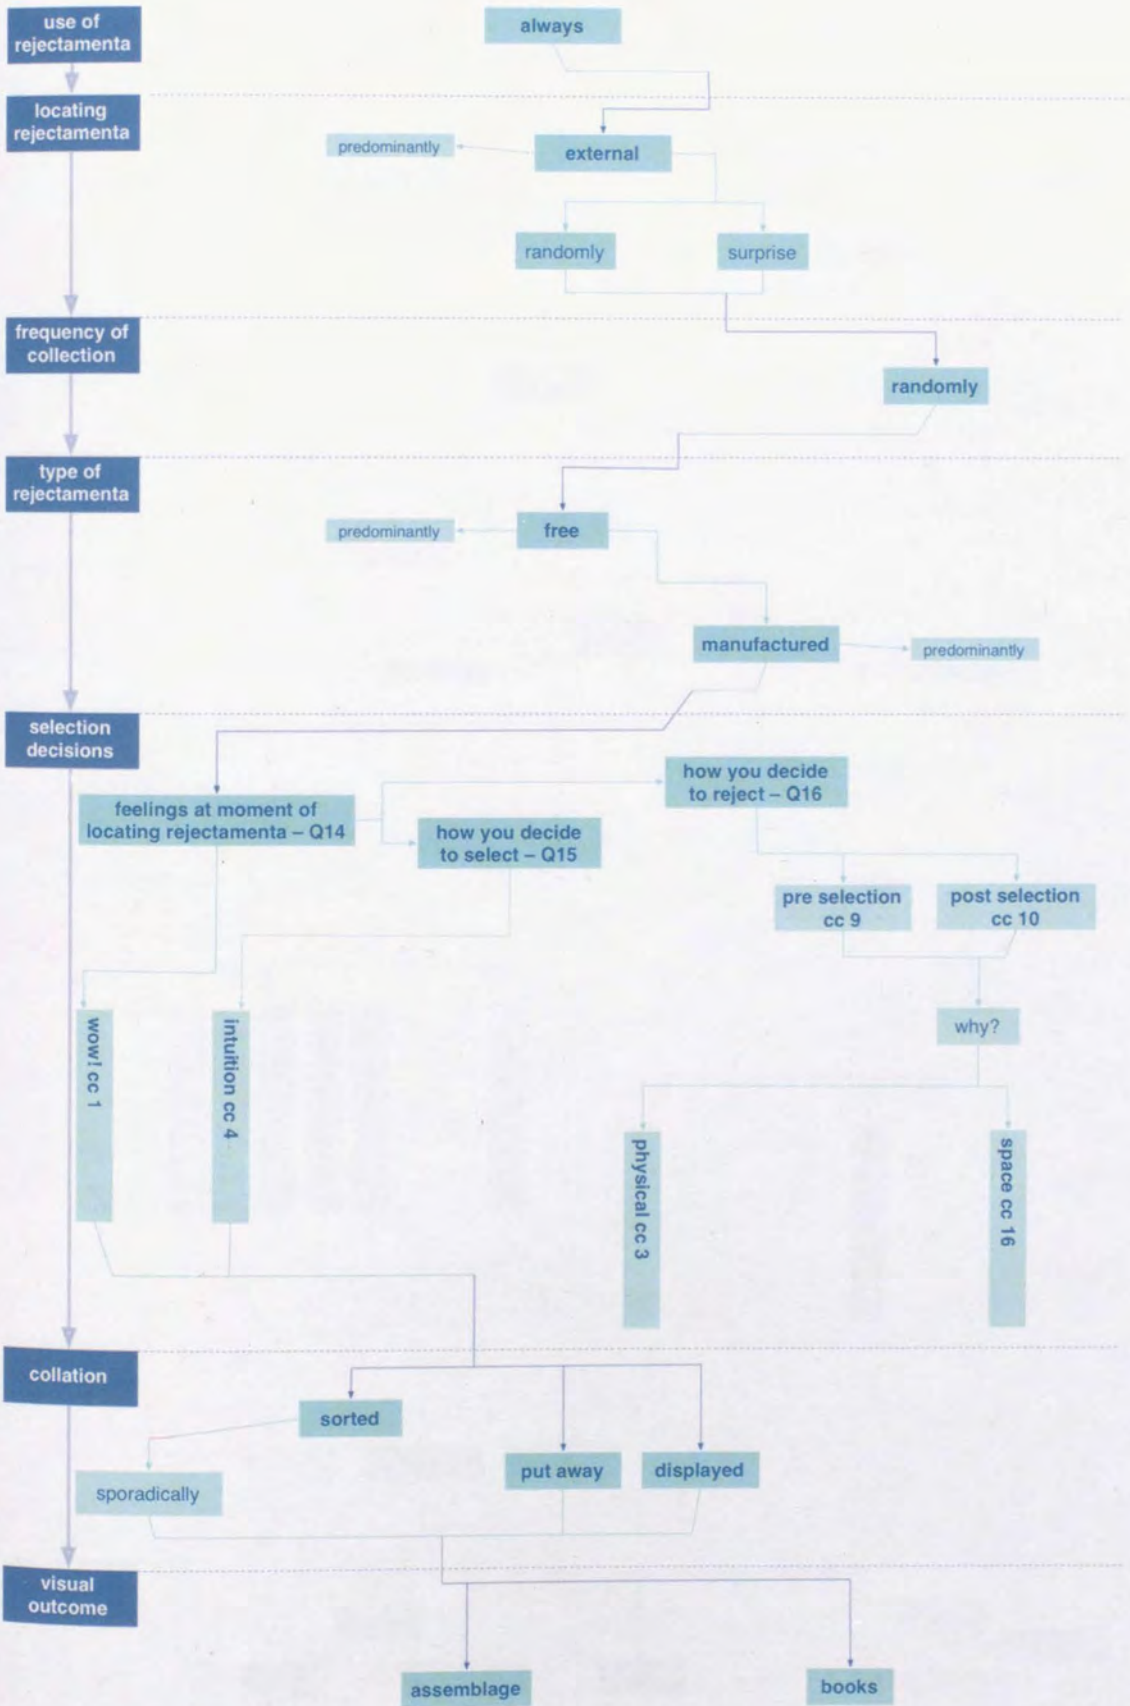 use of
rejectamenta
always
locating
rejectamenta
predominantly
external
randomly
surprise
frequency of
collection
randomly
type of
rejectamenta
predominantly
free
manufactured
predominantly
selection
decisions
how you decide
to reject – Q16
feelings at moment of
locating rejectamenta – Q14
how you decide
to select – Q15
pre selection
cc 9
post selection
cc 10
why?
wow! cc 1
intuition cc 4
physical cc 3
space cc 16
collation
sorted
put away
displayed
sporadically
visual
outcome
assemblage
books